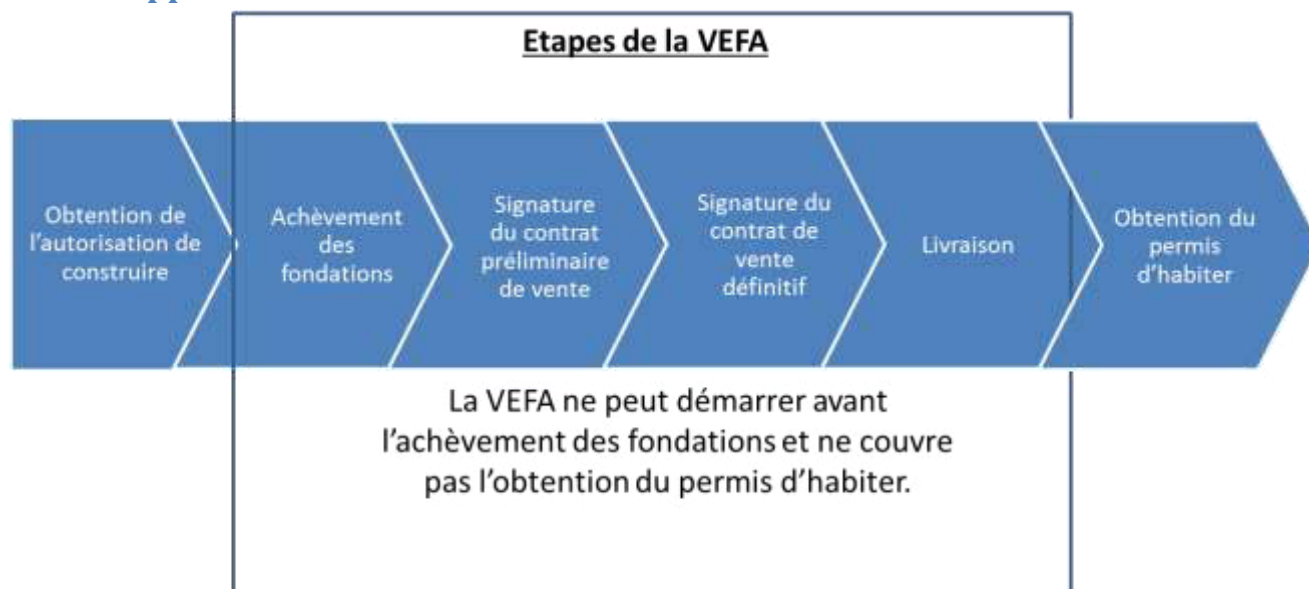 Etapes de la VEFA
Obtention de
l'autorisation de
construire
Achèvement
des
fondations
Signature
du contrat
préliminaire
de vente
Signature du
contrat de
vente
définitif
Livraison
Obtention du
permis
d'habiter
La VEFA ne peut démarrer avant
l'achèvement des fondations et ne couvre
pas l'obtention du permis d'habiter.